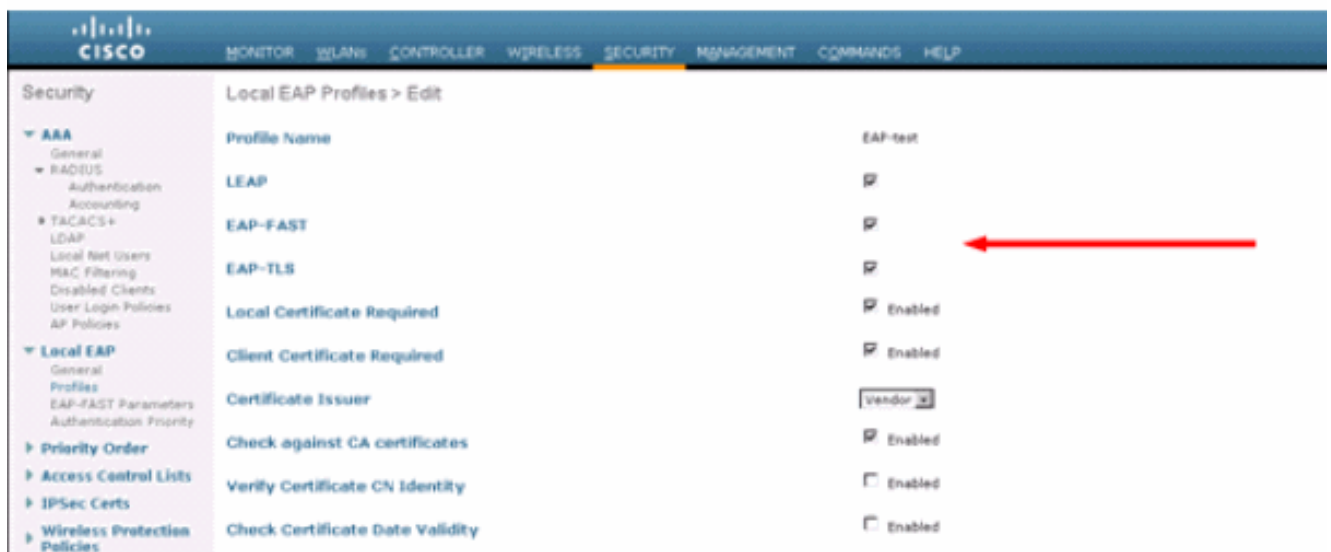 CISCO
MONITOR WLANs CONTROLLER WIRELESS SECURITY MANAGEMENT COMMANDS HELP
Security
AAA
General
RADIUS
Authentication
Accounting
TACACS+
LDAP
Local Net Users
MAC Filtering
Disabled Clients
User Login Policies
AP Policies
Local EAP
General
Profiles
EAP-FAST Parameters
Authentication Priority
Priority Order
Access Control Lists
IPSec Certs
Wireless Protection
Policies
Local EAP Profiles > Edit
Profile Name EAP-test
LEAP
EAP-FAST
EAP-TLS
Local Certificate Required Enabled
Client Certificate Required Enabled
Certificate Issuer Vendor
Check against CA certificates Enabled
Verify Certificate CN Identity Enabled
Check Certificate Date Validity Enabled